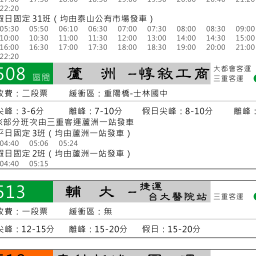 22:20
假日固定31班(均由泰山公有市場發車)
05:30 05:50 06:10 06:30 07:00 07:30 08:00 08:30 09:00
10:00 10:30 11:00 11:30 12:00 13:00 14:00 14:30 15:00
16:00 16:30 17:00 17:30 18:00 18:30 19:00 20:00 21:00
22:20
508 區間 蘆洲-惇敘工商 大都會客運
三重客運
收費:二段票 緩衝區:重陽橋-士林國中
尖峰:3-6分 離峰:7-10分 假日尖峰:8-10分 離峰:
※部分班次由三重客運蘆洲一站發車
平日固定3班(均由蘆洲一站發車)
04:40 05:06 05:24
假日固定2班(均由蘆洲一站發車)
04:40 05:15
513 輔大-捷運台大醫院站 三重客運
收費:一段票 緩衝區:無
尖峰:12-15分 離峰:15-20分 假日:15-20分